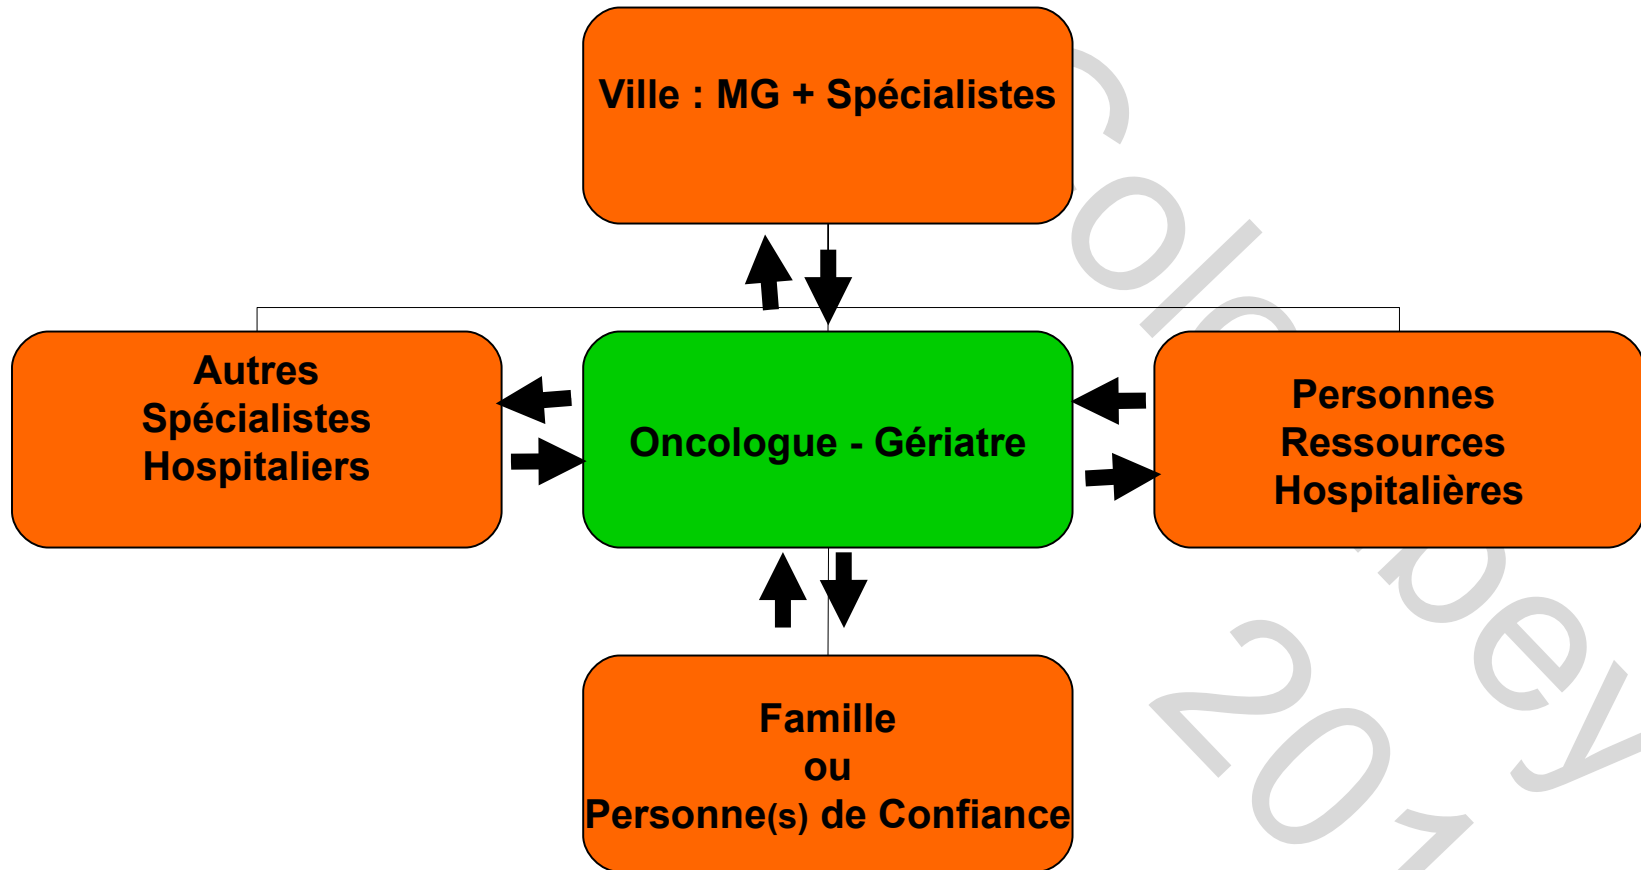 Ville : MG + Spécialistes
Autres
Spécialistes
Hospitaliers
Oncologue - Gériatre
Personnes
Ressources
Hospitalières
Famille
ou
Personne(s) de Confiance